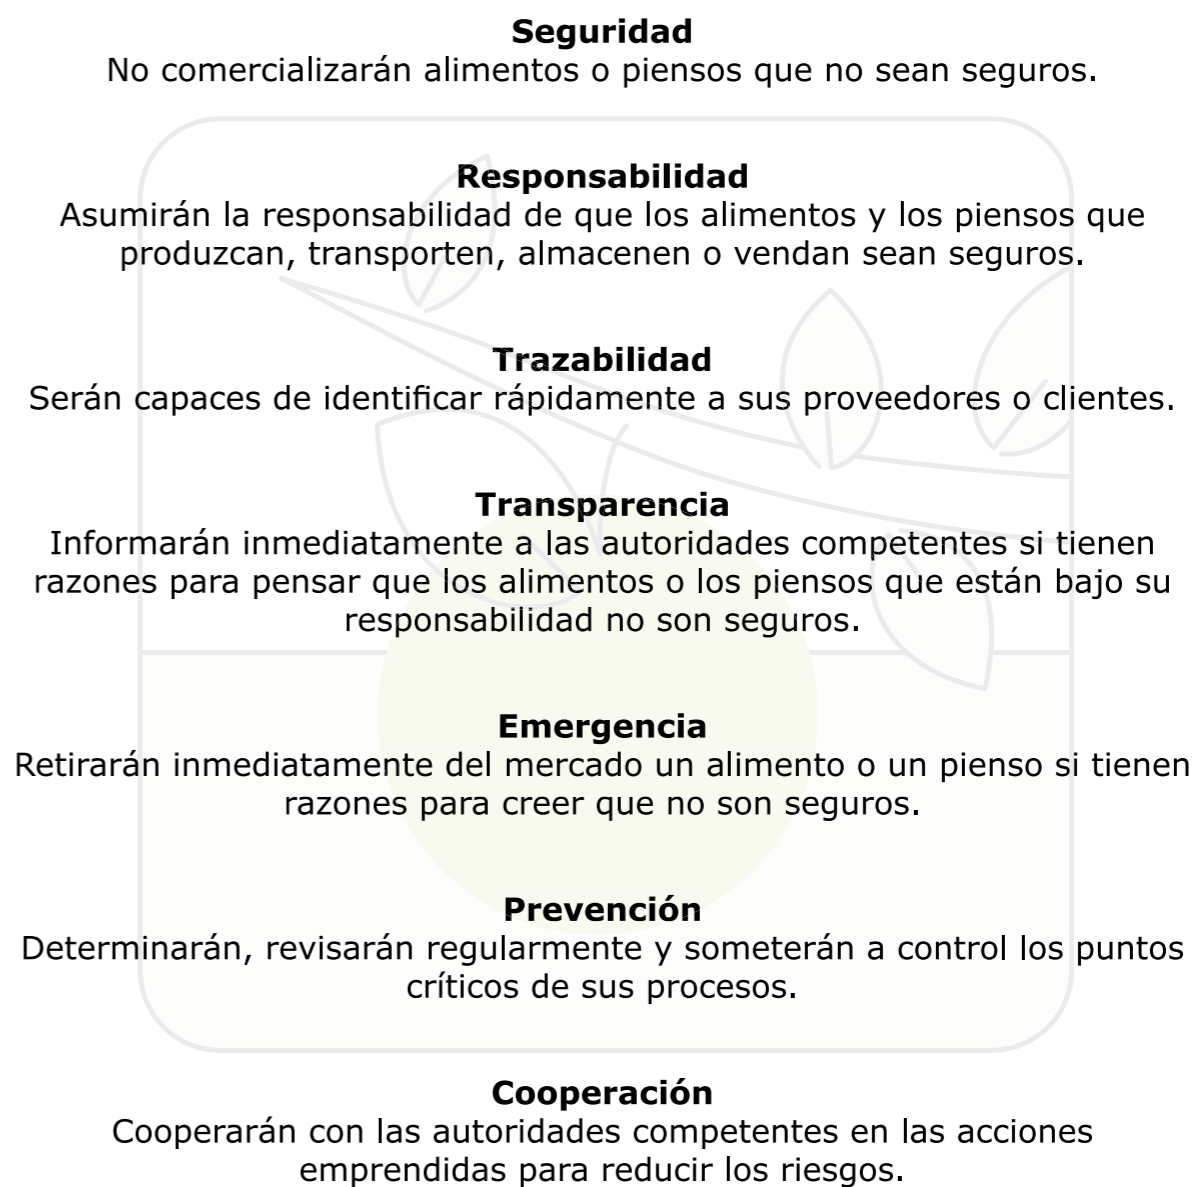 Seguridad
No comercializarán alimentos o piensos que no sean seguros.
Responsabilidad
Asumirán la responsabilidad de que los alimentos y los piensos que
produzcan, transporten, almacenen o vendan sean seguros.
Trazabilidad
Serán capaces de identificar rápidamente a sus proveedores o clientes.
Transparencia
Informarán inmediatamente a las autoridades competentes si tienen
razones para pensar que los alimentos o los piensos que están bajo su
responsabilidad no son seguros.
Emergencia
Retirarán inmediatamente del mercado un alimento o un pienso si tienen
razones para creer que no son seguros.
Prevención
Determinarán, revisarán regularmente y someterán a control los puntos
críticos de sus procesos.
Cooperación
Cooperarán con las autoridades competentes en las acciones
emprendidas para reducir los riesgos.